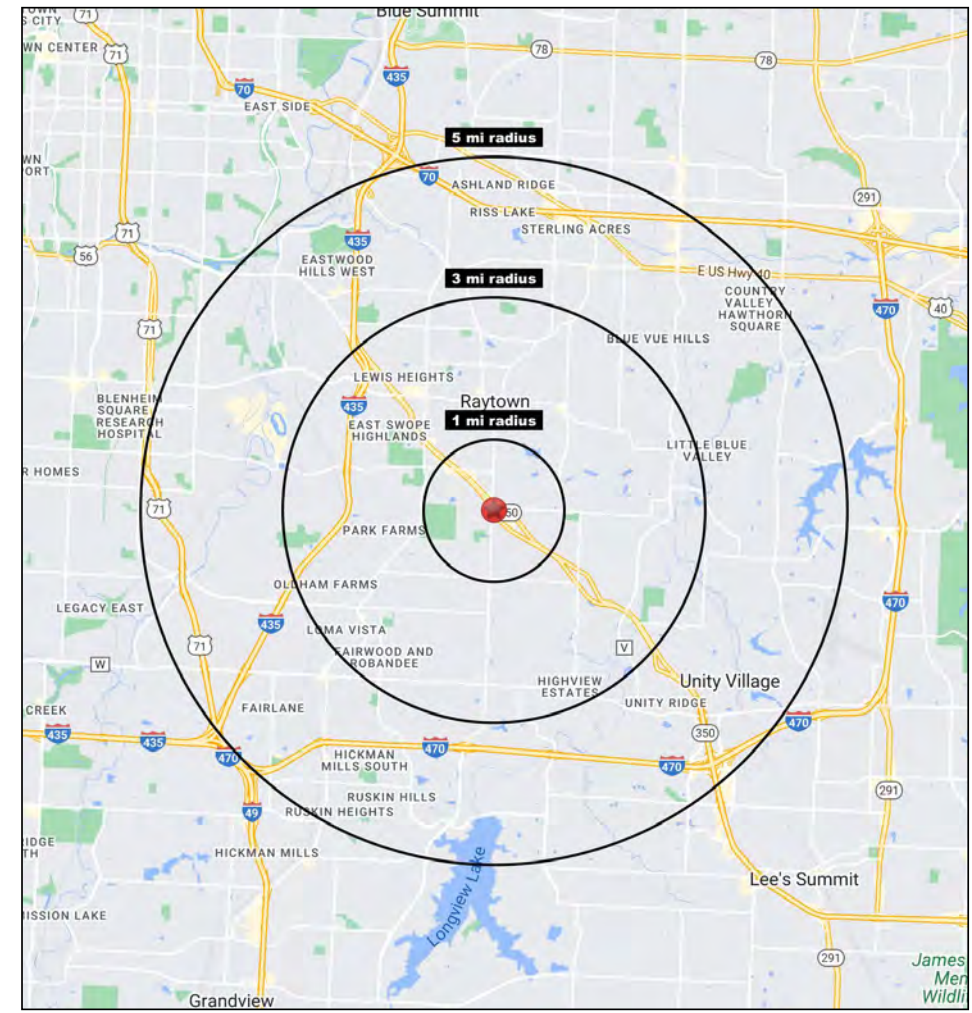 OWN
S CITY
71
Blue Summit
WN CENTER
71
78
78
435
70
EAST SIDE
5 mi radius
WN
PORT
70
ASHLAND RIDGE
291
RISS LAKE
71
STERLING ACRES
435
56
EASTWOOD
HILLS WEST
E US Hwy 40
3 mi radius
COUNTRY
VALLEY
HAWTHORN
SQUARE
470
40
71
BLUE VUE HILLS
LEWIS HEIGHTS
BLENHEIM
SQUARE
RESEARCH
HOSPITAL
435
Raytown
1 mi radius
EAST SWOPE
HIGHLANDS
LITTLE BLUE
VALLEY
R HOMES
71
50
PARK FARMS
OLDHAM FARMS
470
LEGACY EAST
435
LOMA VISTA
71
FAIRWOOD AND
ROBANDEE
V
W
HIGHVIEW
ESTATES
Unity Village
UNITY RIDGE
CREEK
FAIRLANE
470
435
435
470
350
470
HICKMAN
MILLS SOUTH
470
291
RUSKIN HILLS
49
RUSKIN HEIGHTS
IDGE
TH
HICKMAN MILLS
Longview Lake
Lee's Summit
ISSION LAKE
291
James
Men
Wildli
Grandview